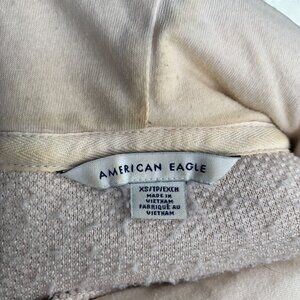 AMERICAN EAGLE
XS/TP/EXCH
MADE IN
VIETNAM
FABRIQUÉ AU
VIETNAM